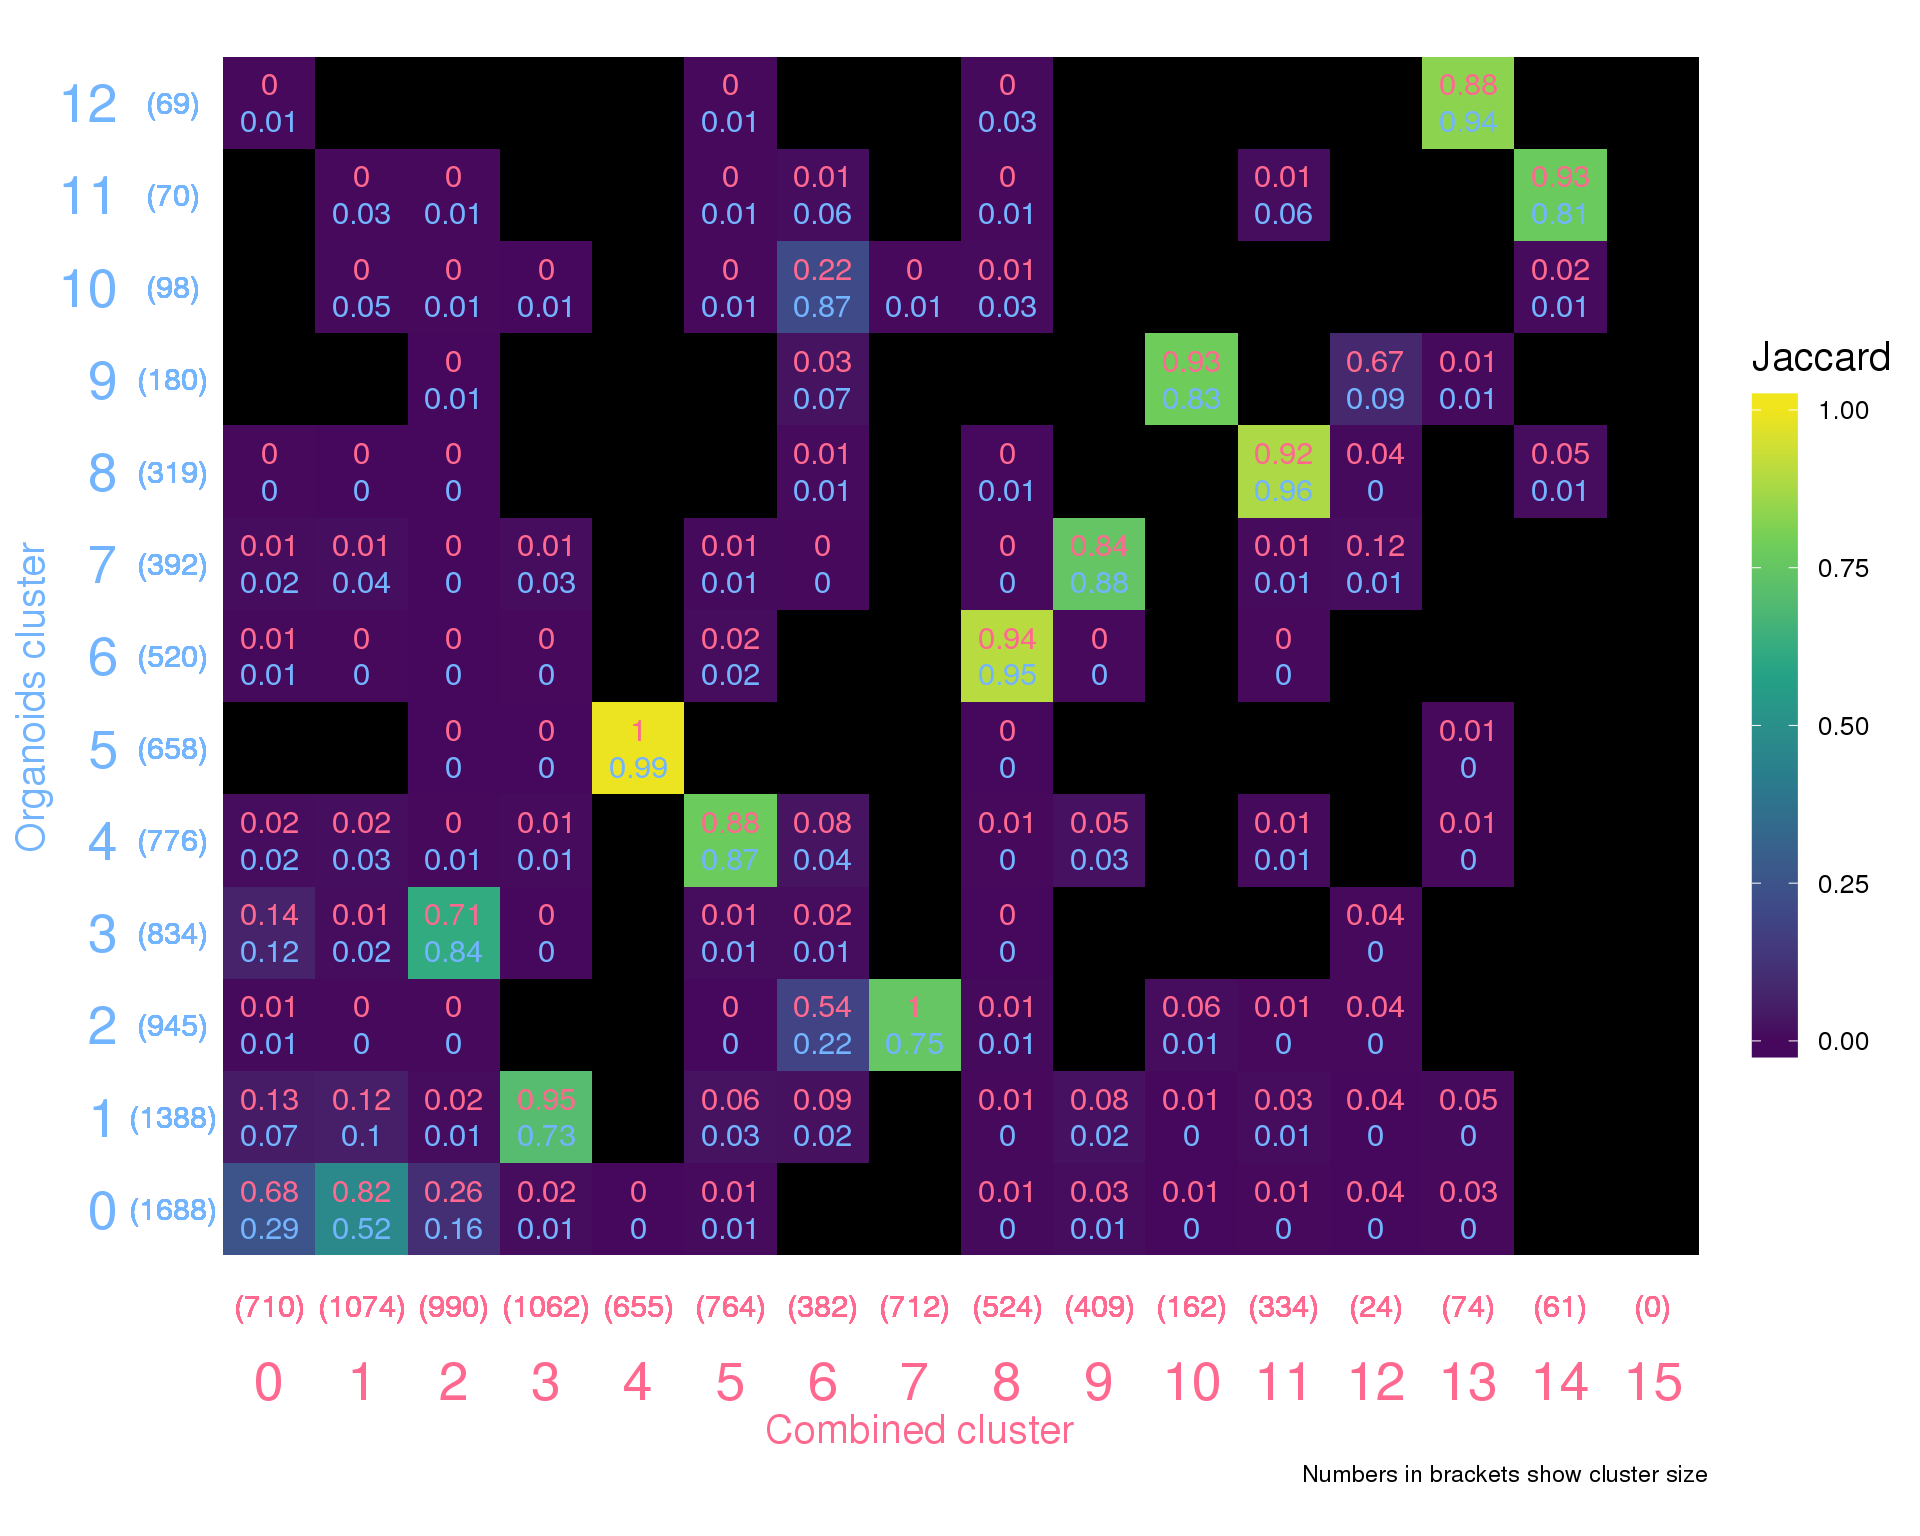 12 (69) 0 0 0 0.88
0.01 0.01 0.03 0.94
11 (70) 0 0 0 0.01 0 0.01 0.93
0.03 0.01 0.01 0.06 0.01 0.06 0.81
10 (98) 0 0 0 0 0.22 0 0.01 0.02
0.05 0.01 0.01 0.01 0.87 0.01 0.03 0.01
9 (180) 0 0.03 0.93 0.67 0.01
0.01 0.07 0.83 0.09 0.01
8 (319) 0 0 0 0.01 0 0.92 0.04 0.05
0 0 0 0.01 0.01 0.96 0 0.01
7 (392) 0.01 0.01 0 0.01 0.01 0 0 0.84 0.01 0.12
0.02 0.04 0 0.03 0.01 0 0 0.88 0.01 0.01
6 (520) 0.01 0 0 0 0.02 0.94 0 0
0.01 0 0 0 0.02 0.95 0 0
5 (658) 0 0 1 0 0.01
0 0 0.99 0 0
4 (776) 0.02 0.02 0 0.01 0.88 0.08 0.01 0.05 0.01 0.01
0.02 0.03 0.01 0.01 0.87 0.04 0 0.03 0.01 0
3 (834) 0.14 0.01 0.71 0 0.01 0.02 0 0.04
0.12 0.02 0.84 0 0.01 0.01 0 0
2 (945) 0.01 0 0 0 0.54 1 0.01 0.06 0.01 0.04
0.01 0 0 0 0.22 0.75 0.01 0.01 0 0
1 (1388) 0.13 0.12 0.02 0.95 0.06 0.09 0.01 0.08 0.01 0.03 0.04 0.05
0.07 0.1 0.01 0.73 0.03 0.02 0 0.02 0 0.01 0 0
0 (1688) 0.68 0.82 0.26 0.02 0 0.01 0.01 0.03 0.01 0.01 0.04 0.03
0.29 0.52 0.16 0.01 0 0.01 0 0.01 0 0 0 0
(710) (1074) (990) (1062) (655) (764) (382) (712) (524) (409) (162) (334) (24) (74) (61) (0)
0 1 2 3 4 5 6 7 8 9 10 11 12 13 14 15
Combined cluster
Organoids cluster
Jaccard
1.00
0.75
0.50
0.25
0.00
Numbers in brackets show cluster size